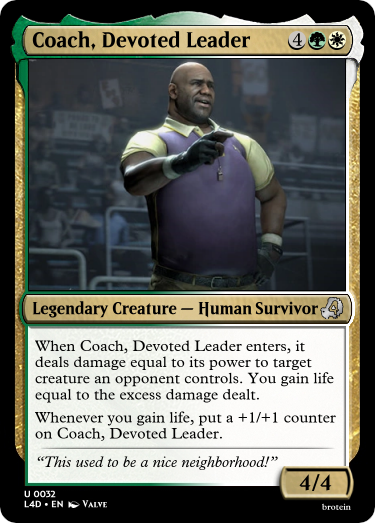 Coach, Devoted Leader 4
Legendary Creature — Human Survivor
When Coach, Devoted Leader enters, it
deals damage equal to its power to target
creature an opponent controls. You gain life
equal to the excess damage dealt.
Whenever you gain life, put a +1/+1 counter
on Coach, Devoted Leader.
“This used to be a nice neighborhood!”
4/4
U 0032
L4D • EN Valve
brotein